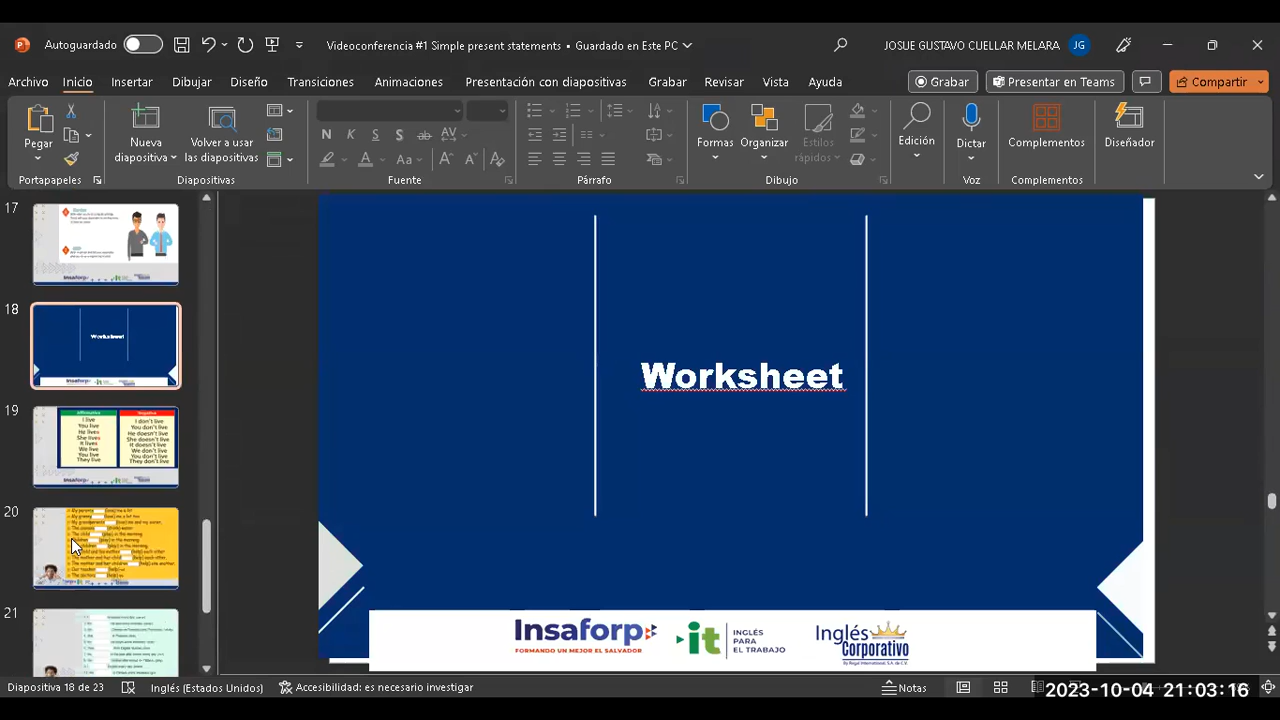 Autoguardado
Videoconferencia #1 Simple present statements • Guardado en Este PC
JOSUE GUSTAVO CUELLAR MELARA
JG
Archivo
Inicio
Insertar
Dibujar
Diseño
Transiciones
Animaciones
Presentación con diapositivas
Grabar
Revisar
Vista
Ayuda
Grabar
Presentar en Teams
Compartir
Pegar
Nueva
diapositiva
Volver a usar
las diapositivas
Formas
Organizar
Estilos
rápidos
Edición
Dictar
Complementos
Diseñador
Portapapeles
Diapositivas
Fuente
Párrafo
Dibujo
Voz
Complementos
17
18
Worksheet
19
Affirmative
Negative
I live
You live
He lives
She lives
It lives
We live
You live
They live
I don't live
You don't live
He doesn't live
She doesn't live
It doesn't live
We don't live
You don't live
They don't live
20
21
Worksheet
Insaforp
FORMANDO UN MEJOR EL SALVADOR
it
INGLÉS
PARA
EL TRABAJO
Inglés
Corporativo
by Royal International, S.A. de C.V.
Diapositiva 18 de 23
Inglés (Estados Unidos)
Accesibilidad: es necesario investigar
Notas
2023-10-04 21:03:16